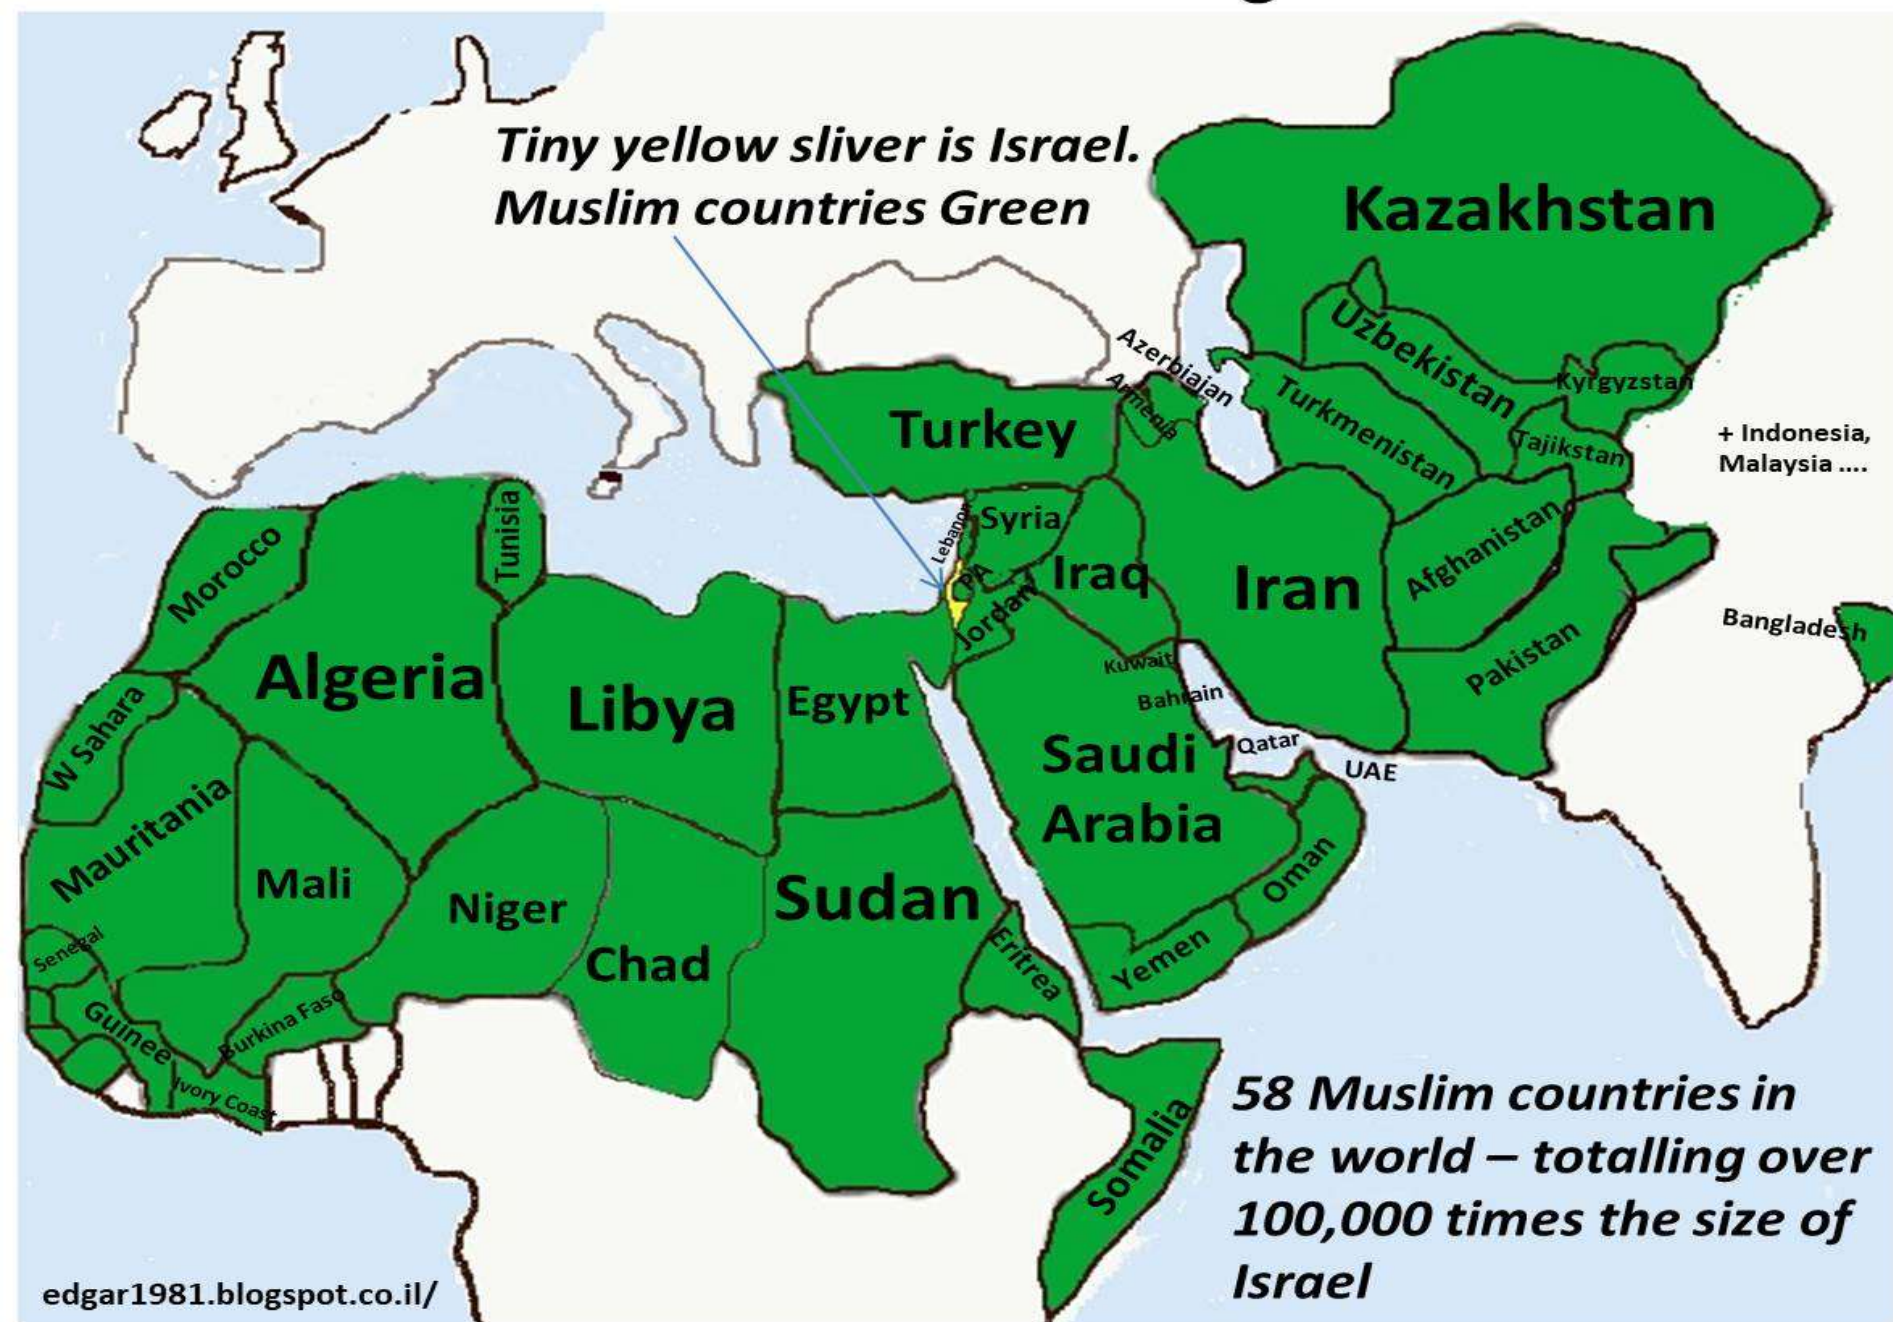 Tiny yellow sliver is Israel.
Muslim countries Green
Kazakhstan
Uzbekistan
Kyrgyzstan
Azerbiajan
Armenia
Turkmenistan
Tajikstan
Turkey
+ Indonesia,
Malaysia ....
Syria
Lebanon
PA
Iraq
Iran
Afghanistan
Jordan
Pakistan
Bangladesh
Morocco
Tunisia
Algeria
Libya
Egypt
Kuwait
Bahrain
Qatar
UAE
Saudi
Arabia
Oman
Yemen
W Sahara
Mauritania
Mali
Niger
Chad
Sudan
Eritrea
Senegal
Guinee
Burkina Faso
Ivory Coast
Somalia
58 Muslim countries in
the world – totalling over
100,000 times the size of
Israel
edgar1981.blogspot.co.il/